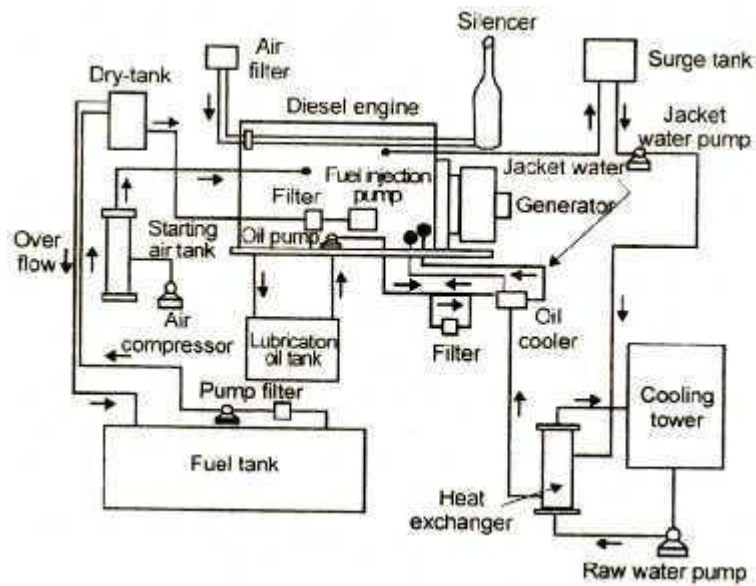 Silencer
Air
filter
Surge tank
Dry-tank
Diesel engine
Jacket
water pump
Jacket water
Fuel injection
pump
Filter
Generator
Oil pump
Over
flow
Starting
air tank
Air
compressor
Lubrication
oil tank
Filter
Oil
cooler
Pump filter
Cooling
tower
Fuel tank
Heat
exchanger
Raw water pump